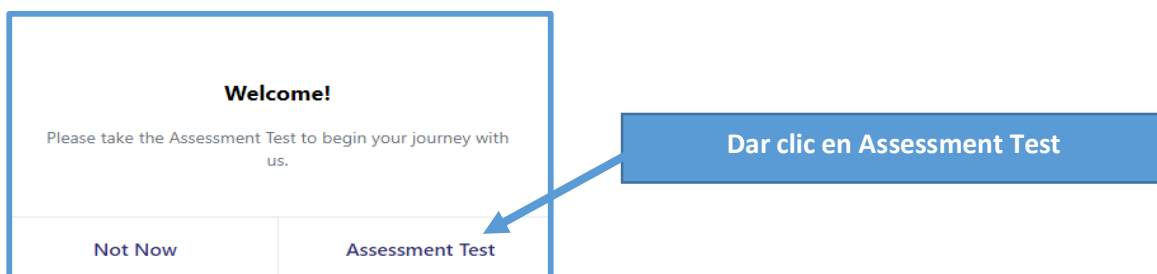 Welcome!
Please take the Assessment Test to begin your journey with
us.
Dar clic en Assessment Test
Not Now
Assessment Test